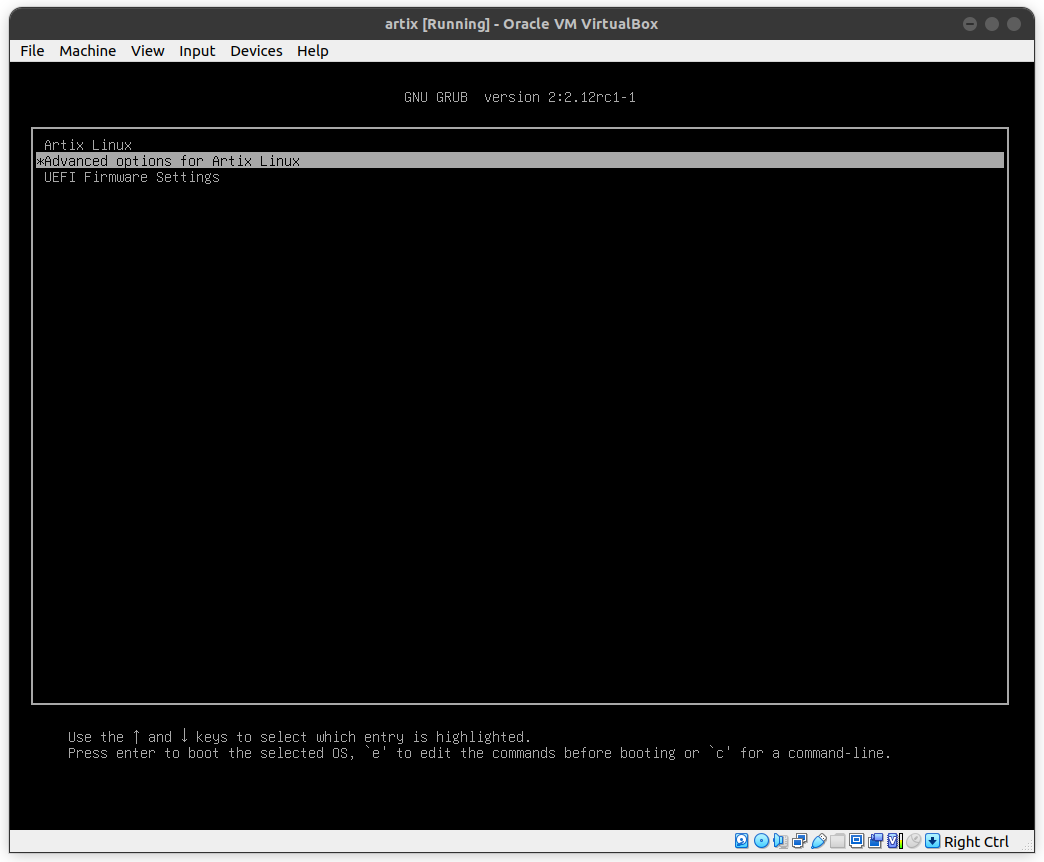 artix [Running] - Oracle VM VirtualBox
File Machine View Input Devices Help
GNU GRUB  version 2:2.12rc1-1
Artix Linux
*Advanced options for Artix Linux
UEFI Firmware Settings
Use the ↑ and ↓ keys to select which entry is highlighted.
Press enter to boot the selected OS, `e' to edit the commands before booting or `c' for a command-line.
Right Ctrl